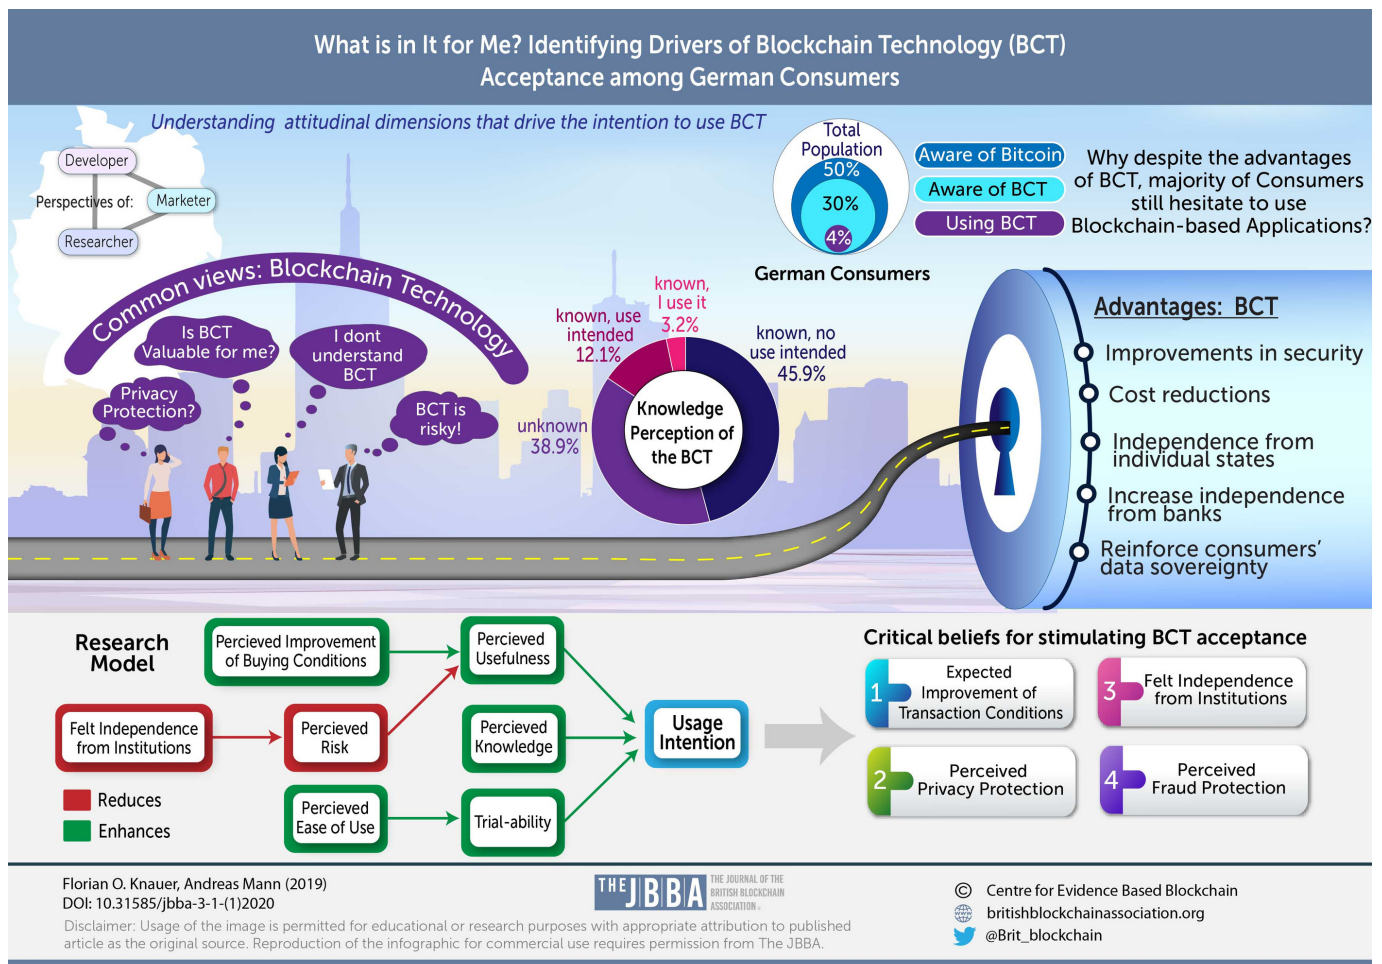 What is in It for Me? Identifying Drivers of Blockchain Technology (BCT)
Acceptance among German Consumers
Understanding attitudinal dimensions that drive the intention to use BCT
Developer
Perspectives of:
Marketer
Researcher
Total
Population
50%
30%
4%
German Consumers
Aware of Bitcoin
Aware of BCT
Using BCT
Why despite the advantages
of BCT, majority of Consumers
still hesitate to use
Blockchain-based Applications?
Common views: Blockchain Technology
Privacy
Protection?
Is BCT
Valuable for me?
I dont
understand
BCT
BCT is
risky!
known,
I use it
3.2%
known, use
intended
12.1%
known, no
use intended
45.9%
unknown
38.9%
Knowledge
Perception of
the BCT
Advantages: BCT
Improvements in security
Cost reductions
Independence from
individual states
Increase independence
from banks
Reinforce consumers’
data sovereignty
Research
Model
Percieved Improvement
of Buying Conditions
Percieved
Usefulness
Felt Independence
from Institutions
Percieved
Risk
Percieved
Knowledge
Usage
Intention
Percieved
Ease of Use
Trial-ability
Reduces
Enhances
Critical beliefs for stimulating BCT acceptance
1
Expected
Improvement of
Transaction Conditions
3
Felt Independence
from Institutions
2
Perceived
Privacy Protection
4
Perceived
Fraud Protection
Florian O. Knauer, Andreas Mann (2019)
DOI: 10.31585/jbba-3-1-(1)2020
Disclaimer: Usage of the image is permitted for educational or research purposes with appropriate attribution to published
article as the original source. Reproduction of the infographic for commercial use requires permission from The JBBA.
THE JBBA
THE JOURNAL OF THE
BRITISH BLOCKCHAIN
ASSOCIATION
© Centre for Evidence Based Blockchain
www
britishblockchainassociation.org
@Brit_blockchain